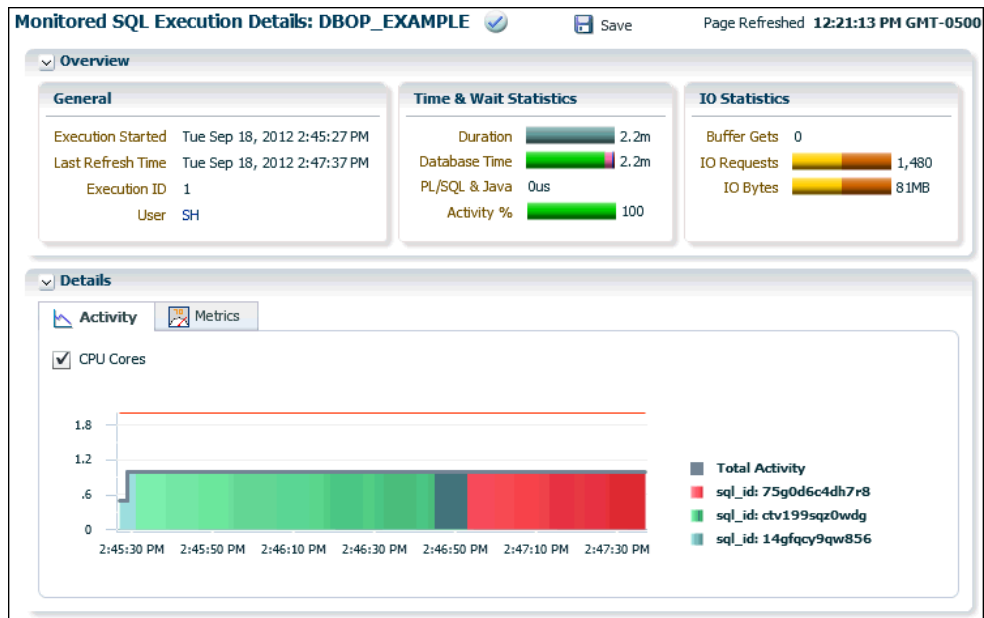 Monitored SQL Execution Details: DBOP_EXAMPLE Save Page Refreshed 12:21:13 PM GMT-0500
Overview
General
Execution Started Tue Sep 18, 2012 2:45:27 PM
Last Refresh Time Tue Sep 18, 2012 2:47:37 PM
Execution ID 1
User SH
Time & Wait Statistics
Duration 2.2m
Database Time 2.2m
PL/SQL & Java 0us
Activity % 100
IO Statistics
Buffer Gets 0
IO Requests 1,480
IO Bytes 81MB
Details
Activity Metrics
CPU Cores
1.8
1.2
.6
0
2:45:30 PM 2:45:50 PM 2:46:10 PM 2:46:30 PM 2:46:50 PM 2:47:10 PM 2:47:30 PM
Total Activity
sql_id: 75g0d6c4dh7r8
sql_id: ctv199sqz0wdg
sql_id: 14gfqcy9qw856